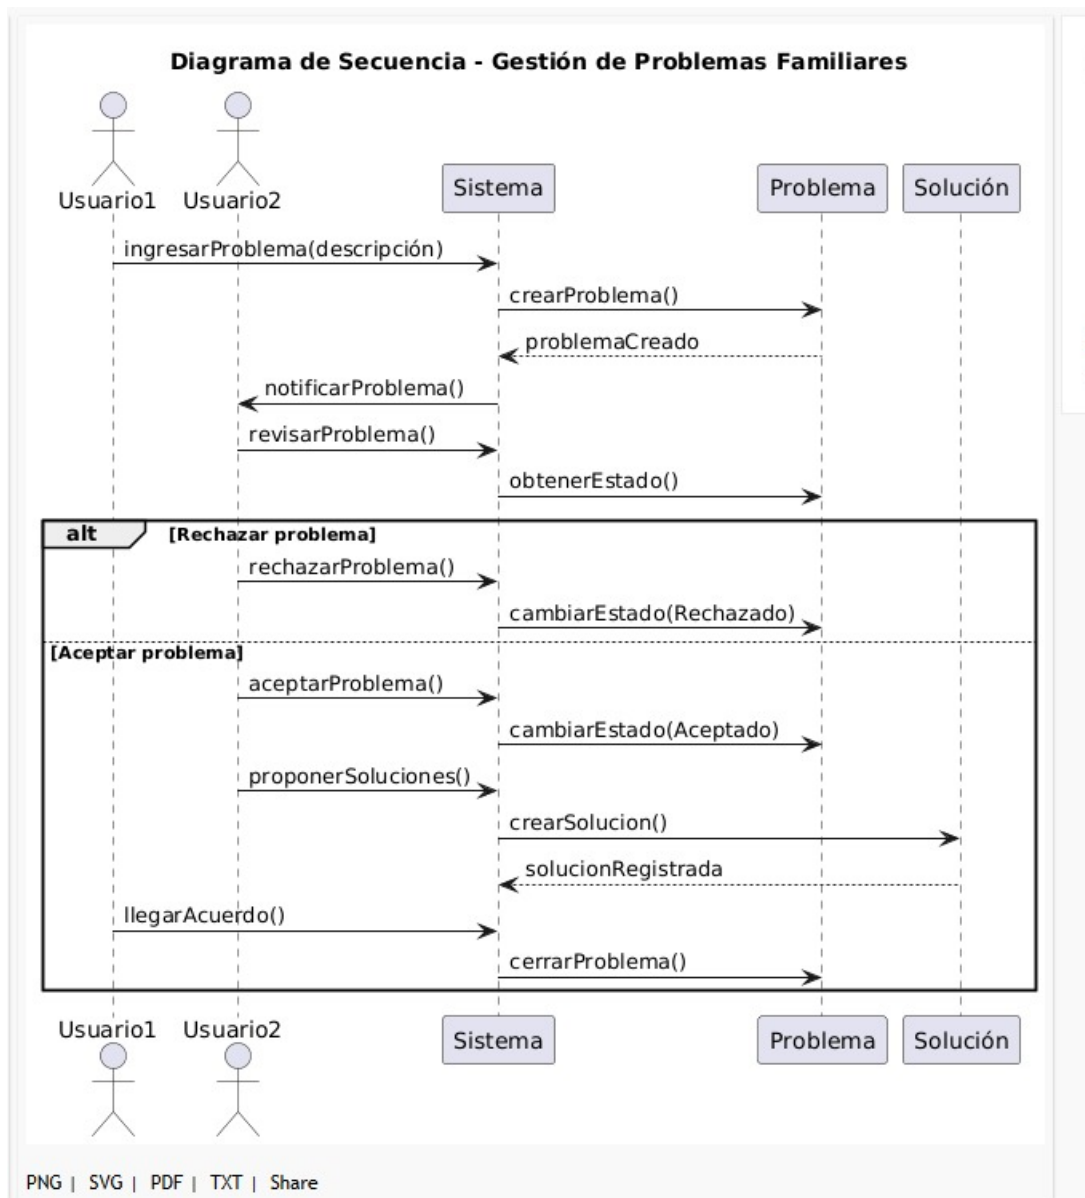 Diagrama de Secuencia - Gestión de Problemas Familiares
Usuario1 Usuario2 Sistema Problema Solución
ingresarProblema(descripción)
crearProblema()
problemaCreado
notificarProblema()
revisarProblema()
obtenerEstado()
alt [Rechazar problema]
rechazarProblema()
cambiarEstado(Rechazado)
[Aceptar problema]
aceptarProblema()
cambiarEstado(Aceptado)
proponerSoluciones()
crearSolucion()
solucionRegistrada
llegarAcuerdo()
cerrarProblema()
Usuario1 Usuario2 Sistema Problema Solución
PNG | SVG | PDF | TXT | Share